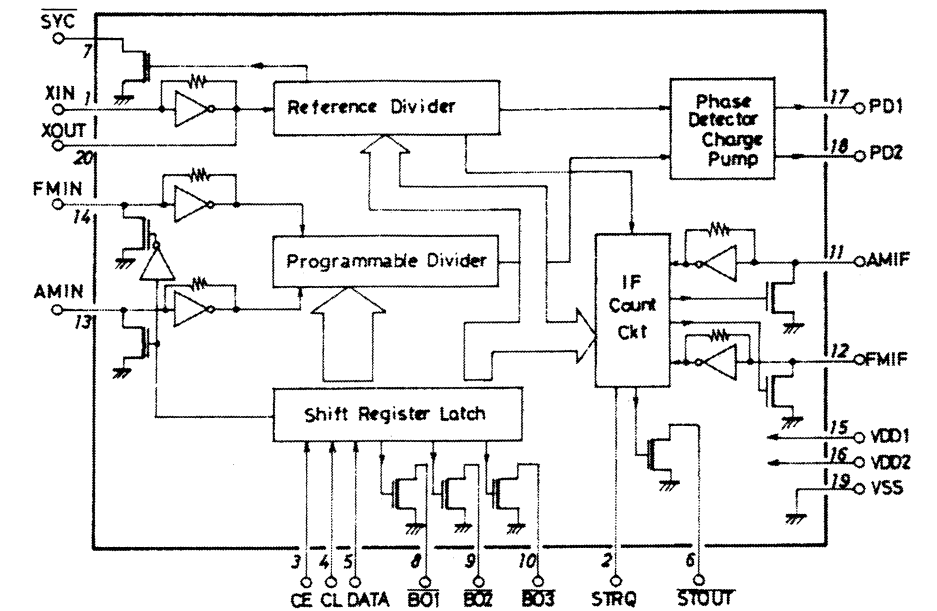 SYC
7
XIN
1
XOUT
20
FMIN
14
AMIN
13
Reference Divider
Programmable Divider
Shift Register Latch
Phase
Detector
Charge
Pump
IF
Count
Ckt
17 PD1
18 PD2
11 AMIF
12 FMIF
15 VDD1
16 VDD2
19 VSS
3 4 5 8 9 10 2 6
CE CL DATA BO1 BO2 BO3 STRQ STOUT